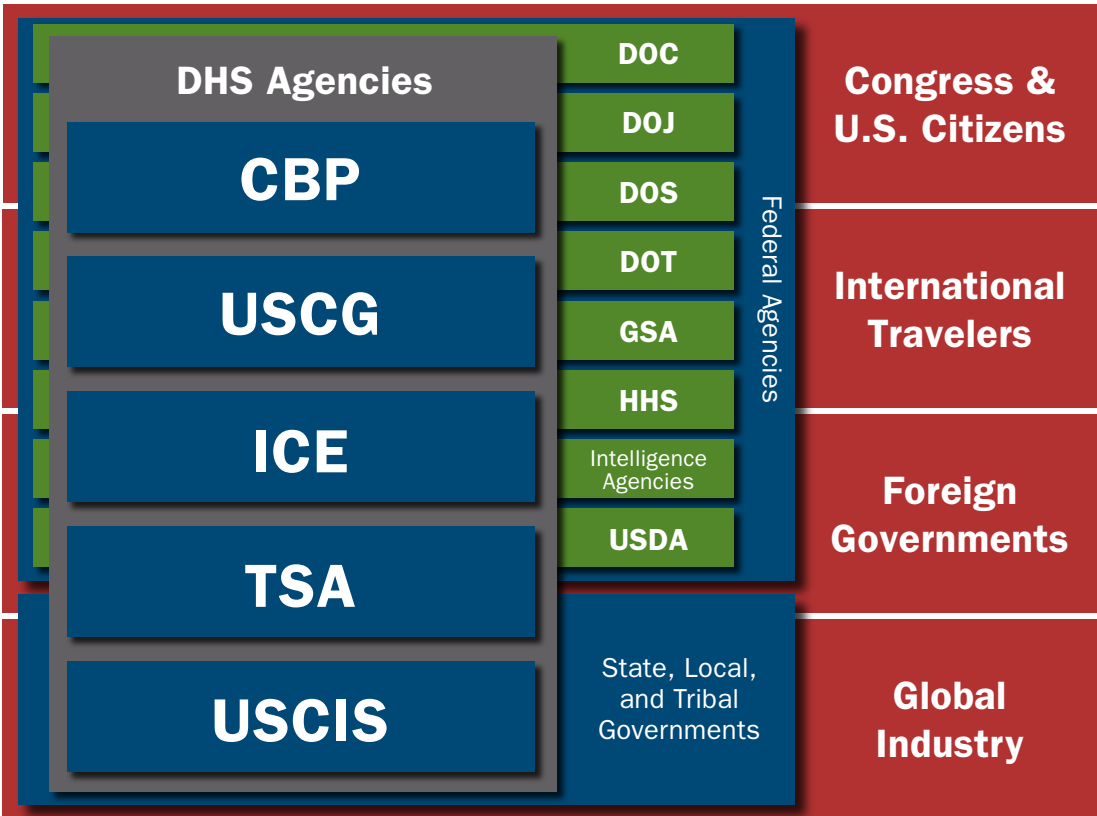 DHS Agencies
CBP
USCG
ICE
TSA
USCIS
DOC
DOJ
DOS
DOT
GSA
HHS
Intelligence
Agencies
USDA
Federal Agencies
State, Local,
and Tribal
Governments
Congress &
U.S. Citizens
International
Travelers
Foreign
Governments
Global
Industry